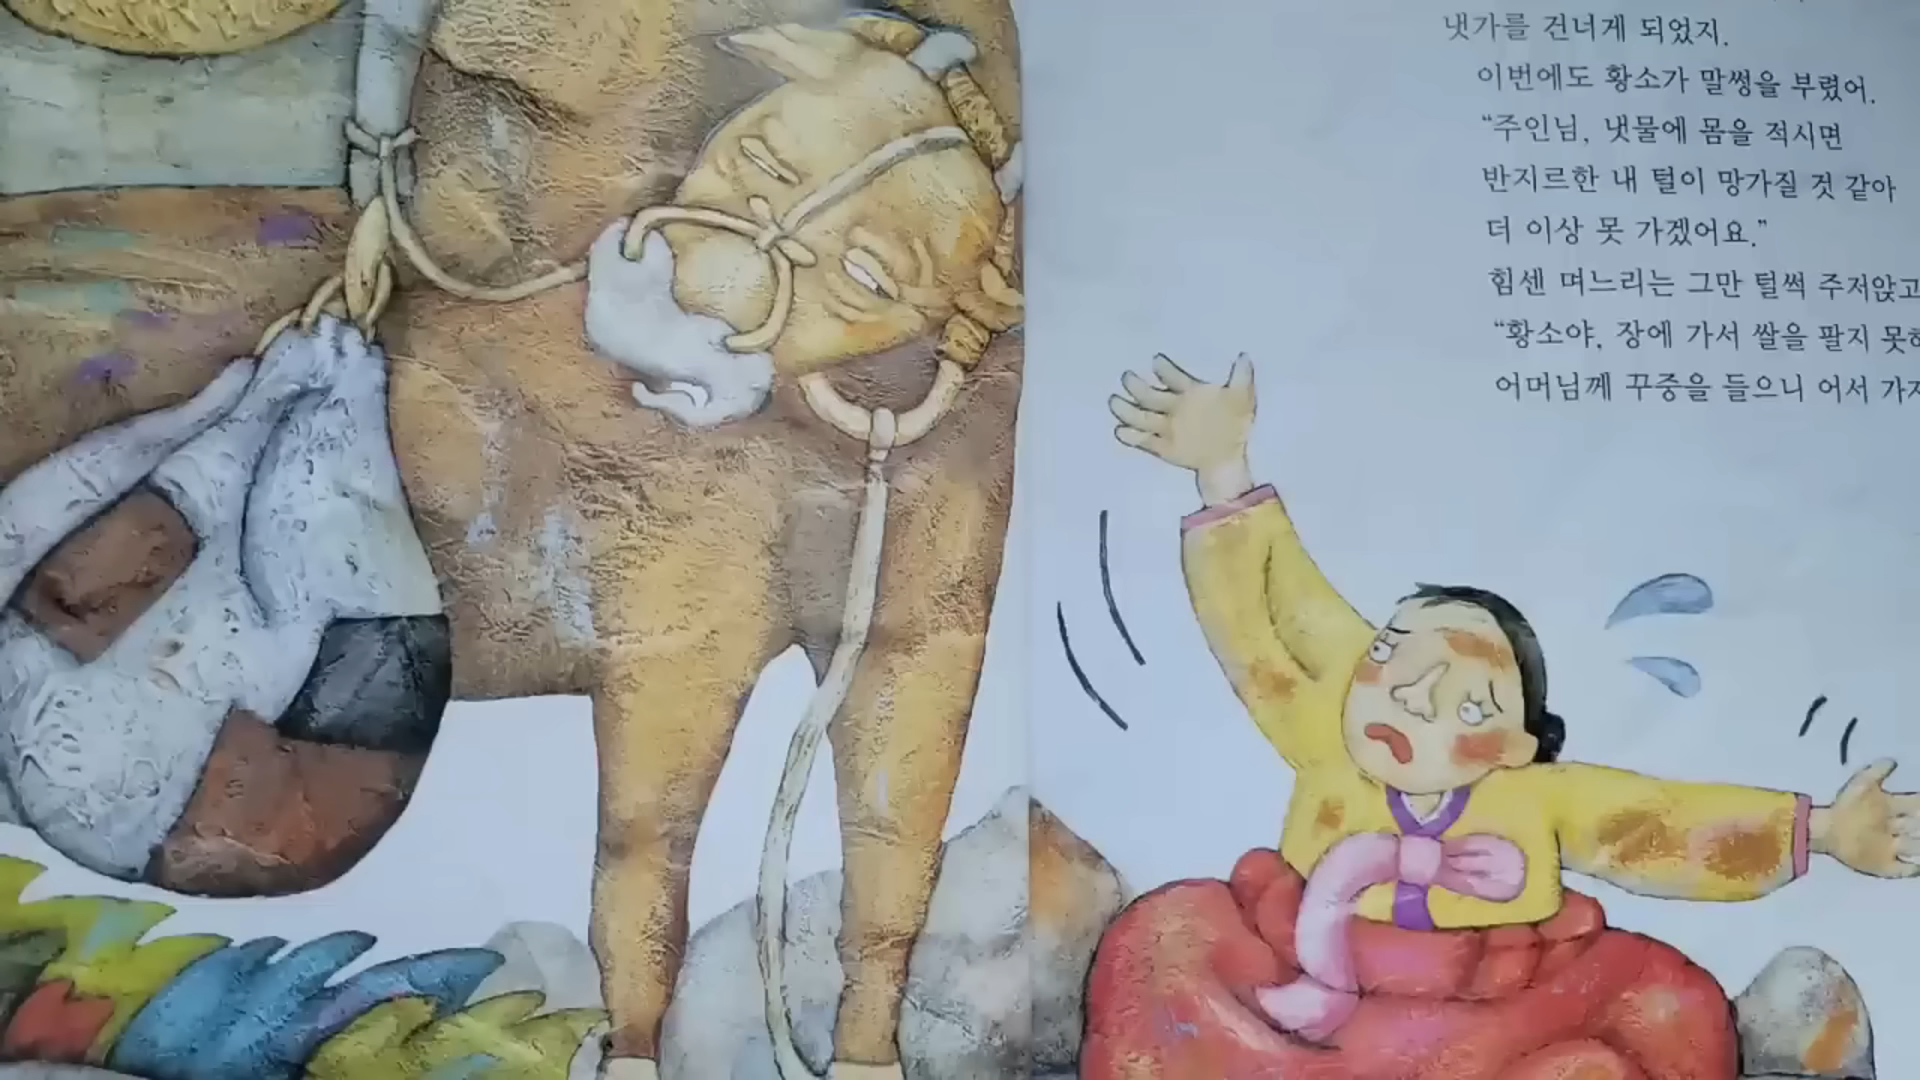 냇가를 건너게 되었지.
이번에도 황소가 말썽을 부렸어.
“주인님, 냇물에 몸을 적시면
반지르한 내 털이 망가질 것 같아
더 이상 못 가겠어요.”
힘센 며느리는 그만 털썩 주저앉고
“황소야, 장에 가서 쌀을 팔지
어머님께 꾸중을 들으니 어서